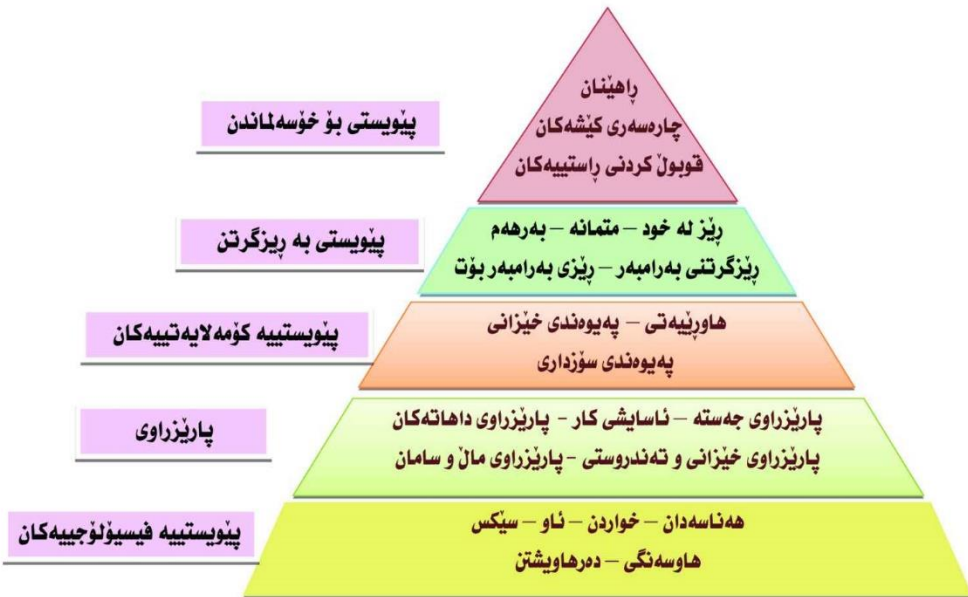 ڕاهێنان
چارەسەری کێشەکان
قوبوڵ کردنی ڕاستییەکان
پێویستی بۆ خۆسەلماندن
ڕێز لە خود – متمانە – بەرهەم
ڕێزگرتنی بەرامبەر – ڕێزی بەرامبەر بۆت
پێویستی بە ڕیزگرتن
هاوڕێیەتی – پەیوەندی خێزانی
پەیوەندی سۆزداری
پێویستییە کۆمەلایەتییەکان
پارێزراوی جەستە – ئاسایشی کار - پارێزراوی داهاتەکان
پارێزراوی خێزانی و تەندروستی - پارێزراوی ماڵ و سامان
پارێزراوی
هەناسەدان – خواردن – ئاو – سێکس
هاوسەنگی – دەرهاویشتن
پێویستییە فیسیۆلۆجییەکان